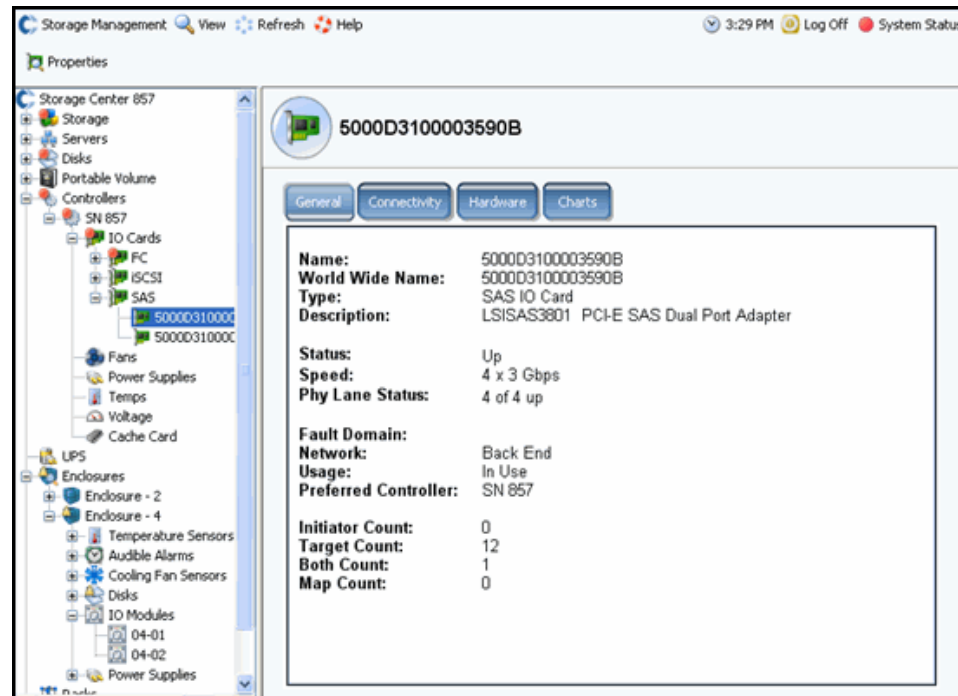 Storage Management View Refresh Help 3:29 PM Log Off System Status
Properties
Storage Center 857
Storage
Servers
Disks
Portable Volume
Controllers
SN 857
IO Cards
FC
iSCSI
SAS
5000D31000C
5000D31000C
Fans
Power Supplies
Temps
Voltage
Cache Card
UPS
Enclosures
Enclosure - 2
Enclosure - 4
Temperature Sensors
Audible Alarms
Cooling Fan Sensors
Disks
IO Modules
04-01
04-02
Power Supplies
5000D3100003590B
General Connectivity Hardware Charts
Name: 5000D3100003590B
World Wide Name: 5000D3100003590B
Type: SAS IO Card
Description: LSISAS3801 PCI-E SAS Dual Port Adapter
Status: Up
Speed: 4 x 3 Gbps
Phy Lane Status: 4 of 4 up
Fault Domain:
Network: Back End
Usage: In Use
Preferred Controller: SN 857
Initiator Count: 0
Target Count: 12
Both Count: 1
Map Count: 0